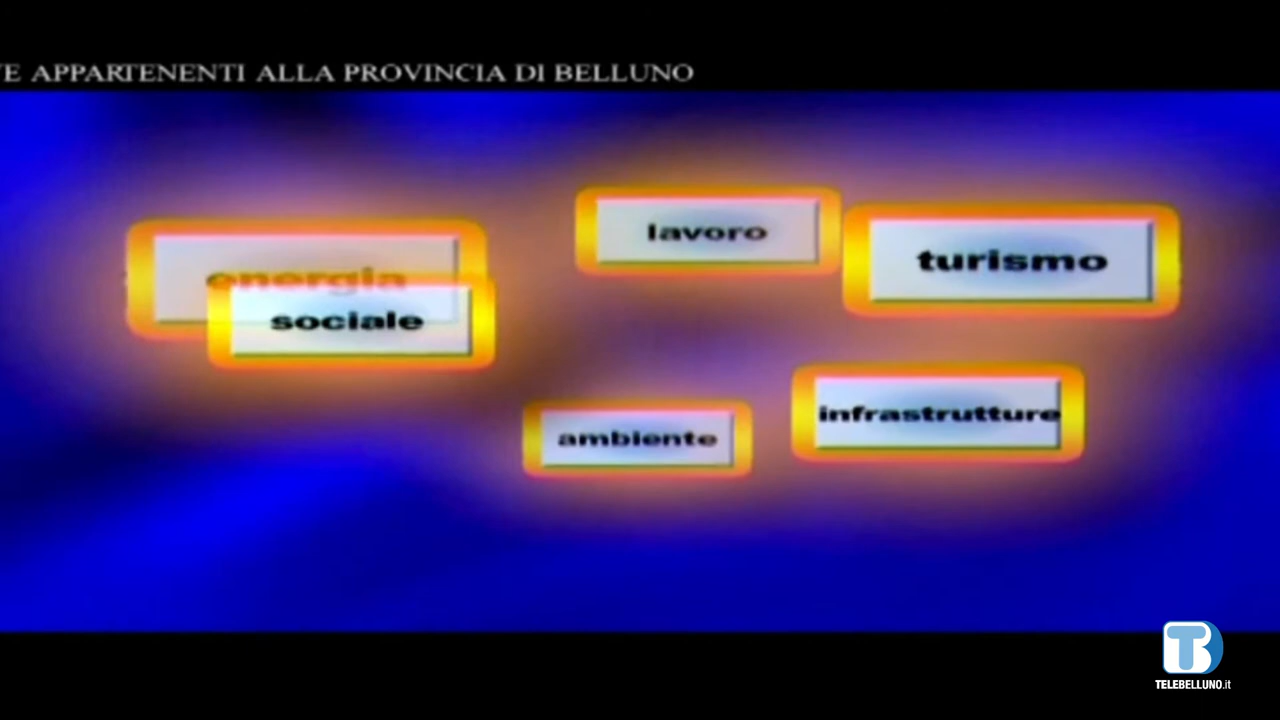 APPARTENENTI ALLA PROVINCIA DI BELLUNO
lavoro
turismo
energia
sociale
infrastrutture
ambiente
TELEBELLUNO.it